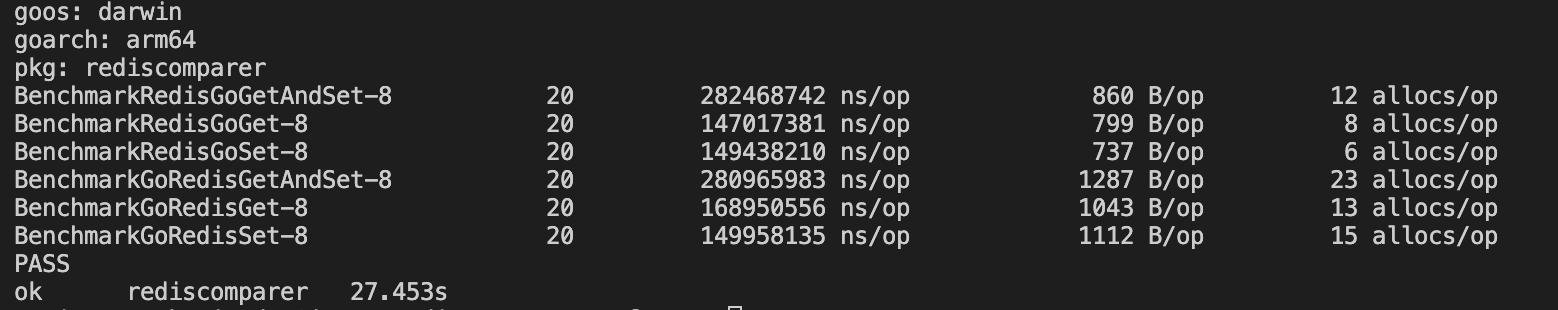 goos: darwin
goarch: arm64
pkg: rediscomparer
BenchmarkRedisGoGetAndSet-8 20 282468742 ns/op 860 B/op 12 allocs/op
BenchmarkRedisGoGet-8 20 147017381 ns/op 799 B/op 8 allocs/op
BenchmarkRedisGoSet-8 20 149438210 ns/op 737 B/op 6 allocs/op
BenchmarkGoRedisGetAndSet-8 20 280965983 ns/op 1287 B/op 23 allocs/op
BenchmarkGoRedisGet-8 20 168950556 ns/op 1043 B/op 13 allocs/op
BenchmarkGoRedisSet-8 20 149958135 ns/op 1112 B/op 15 allocs/op
PASS
ok rediscomparer 27.453s